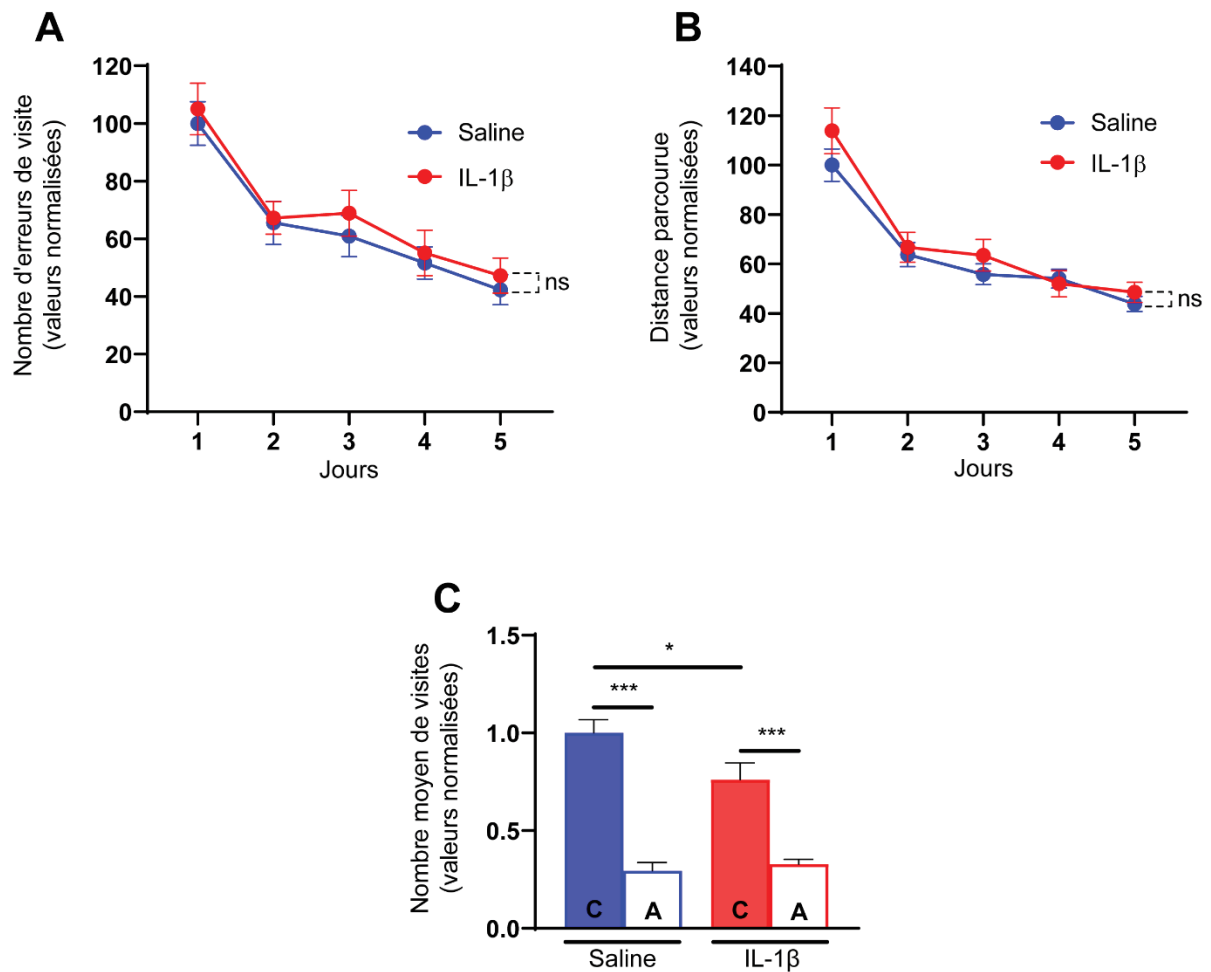 A
Nombre d'erreurs de visite
(valeurs normalisées)
120
100
80
60
40
20
0
Saline
IL-1β
ns
1 2 3 4 5
Jours
B
Distance parcourue
(valeurs normalisées)
140
120
100
80
60
40
20
0
Saline
IL-1β
ns
1 2 3 4 5
Jours
C
Nombre moyen de visites
(valeurs normalisées)
1.5
1.0
0.5
0.0
*
***
***
C A C A
Saline IL-1β